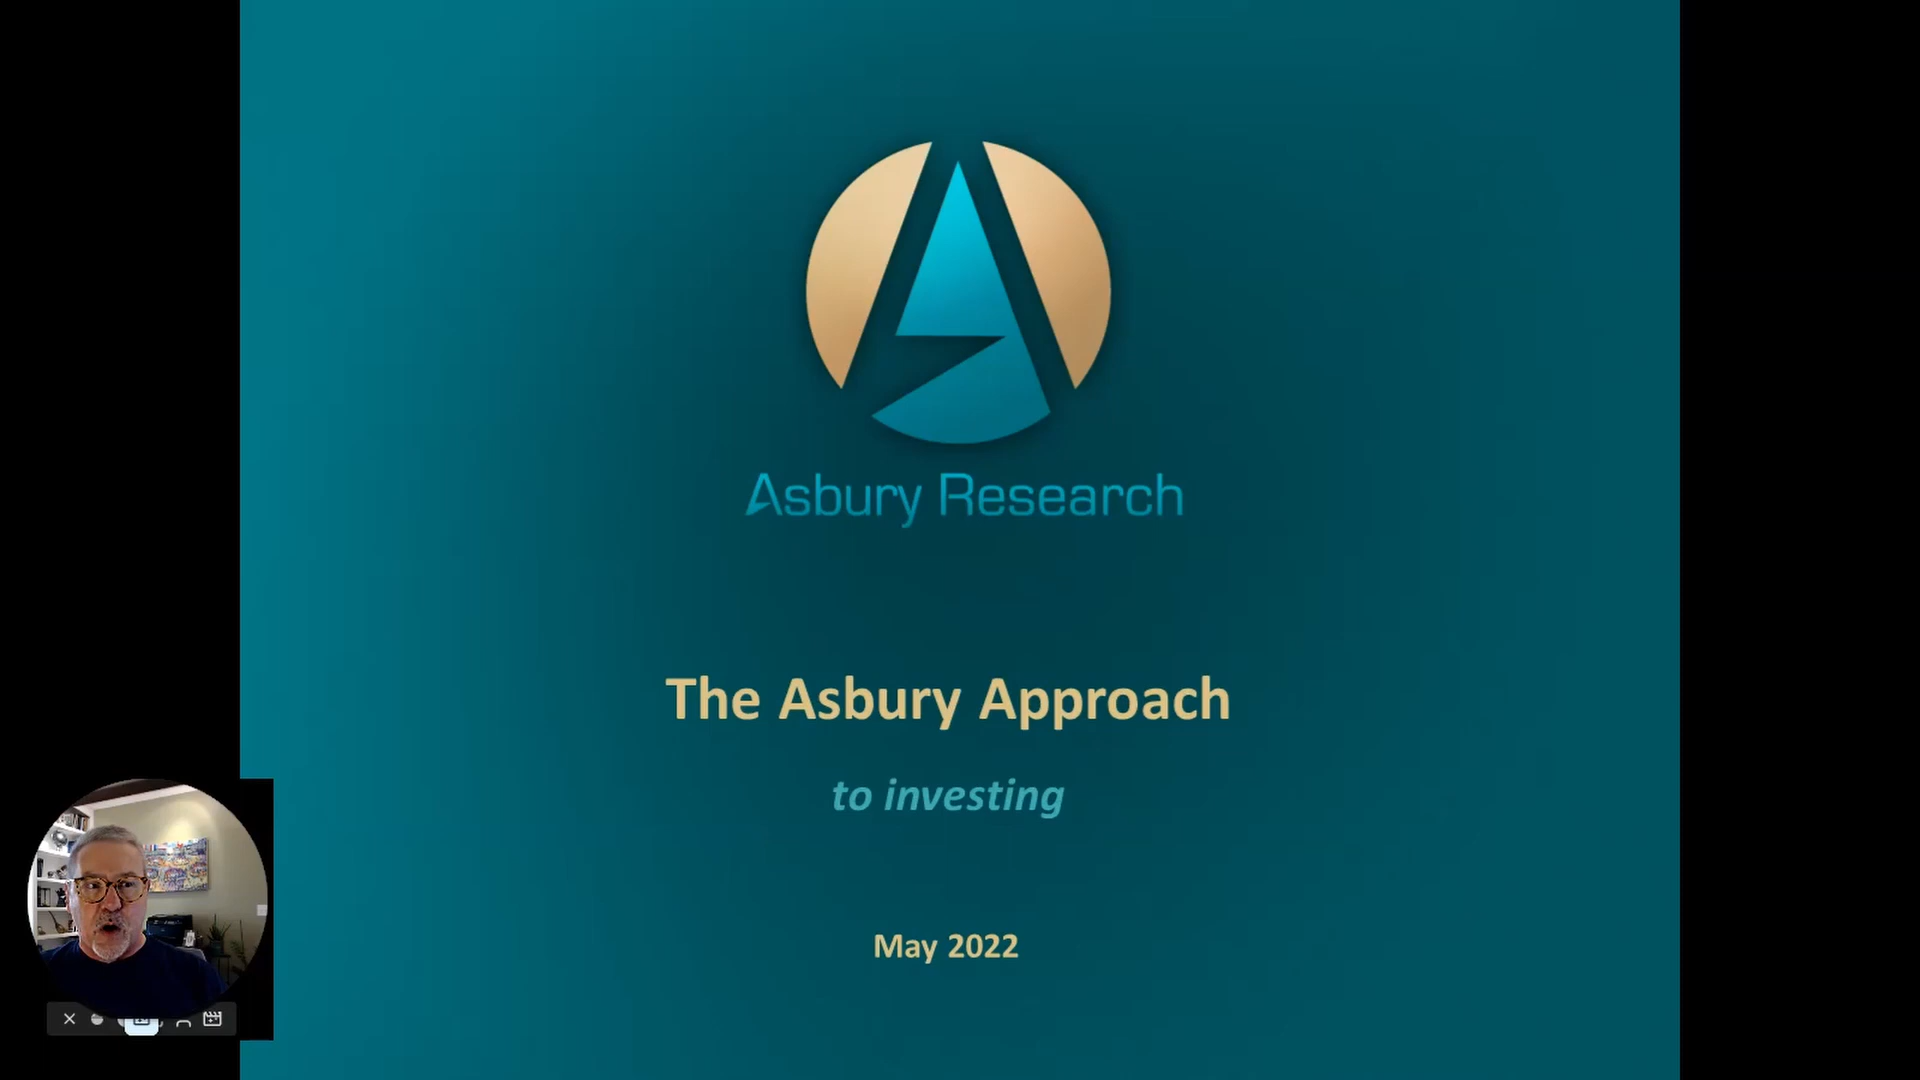 Asbury Research
The Asbury Approach
to investing
May 2022